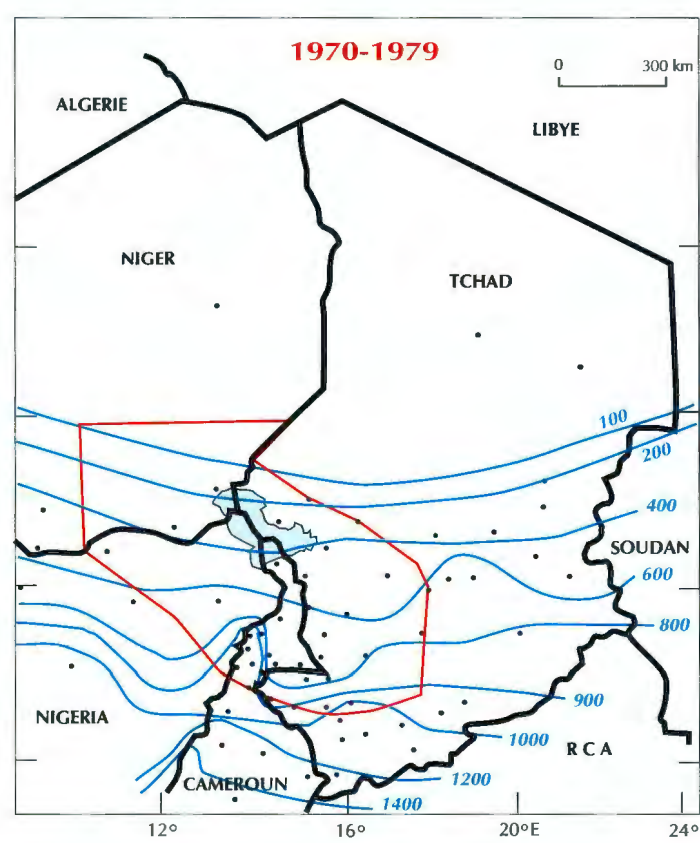 1970-1979
0 300 km
ALGERIE
LIBYE
NIGER
TCHAD
100
200
400
SOUDAN
600
800
900
NIGERIA
1000
RCA
1200
CAMEROUN
1400
12° 16° 20°E 24°